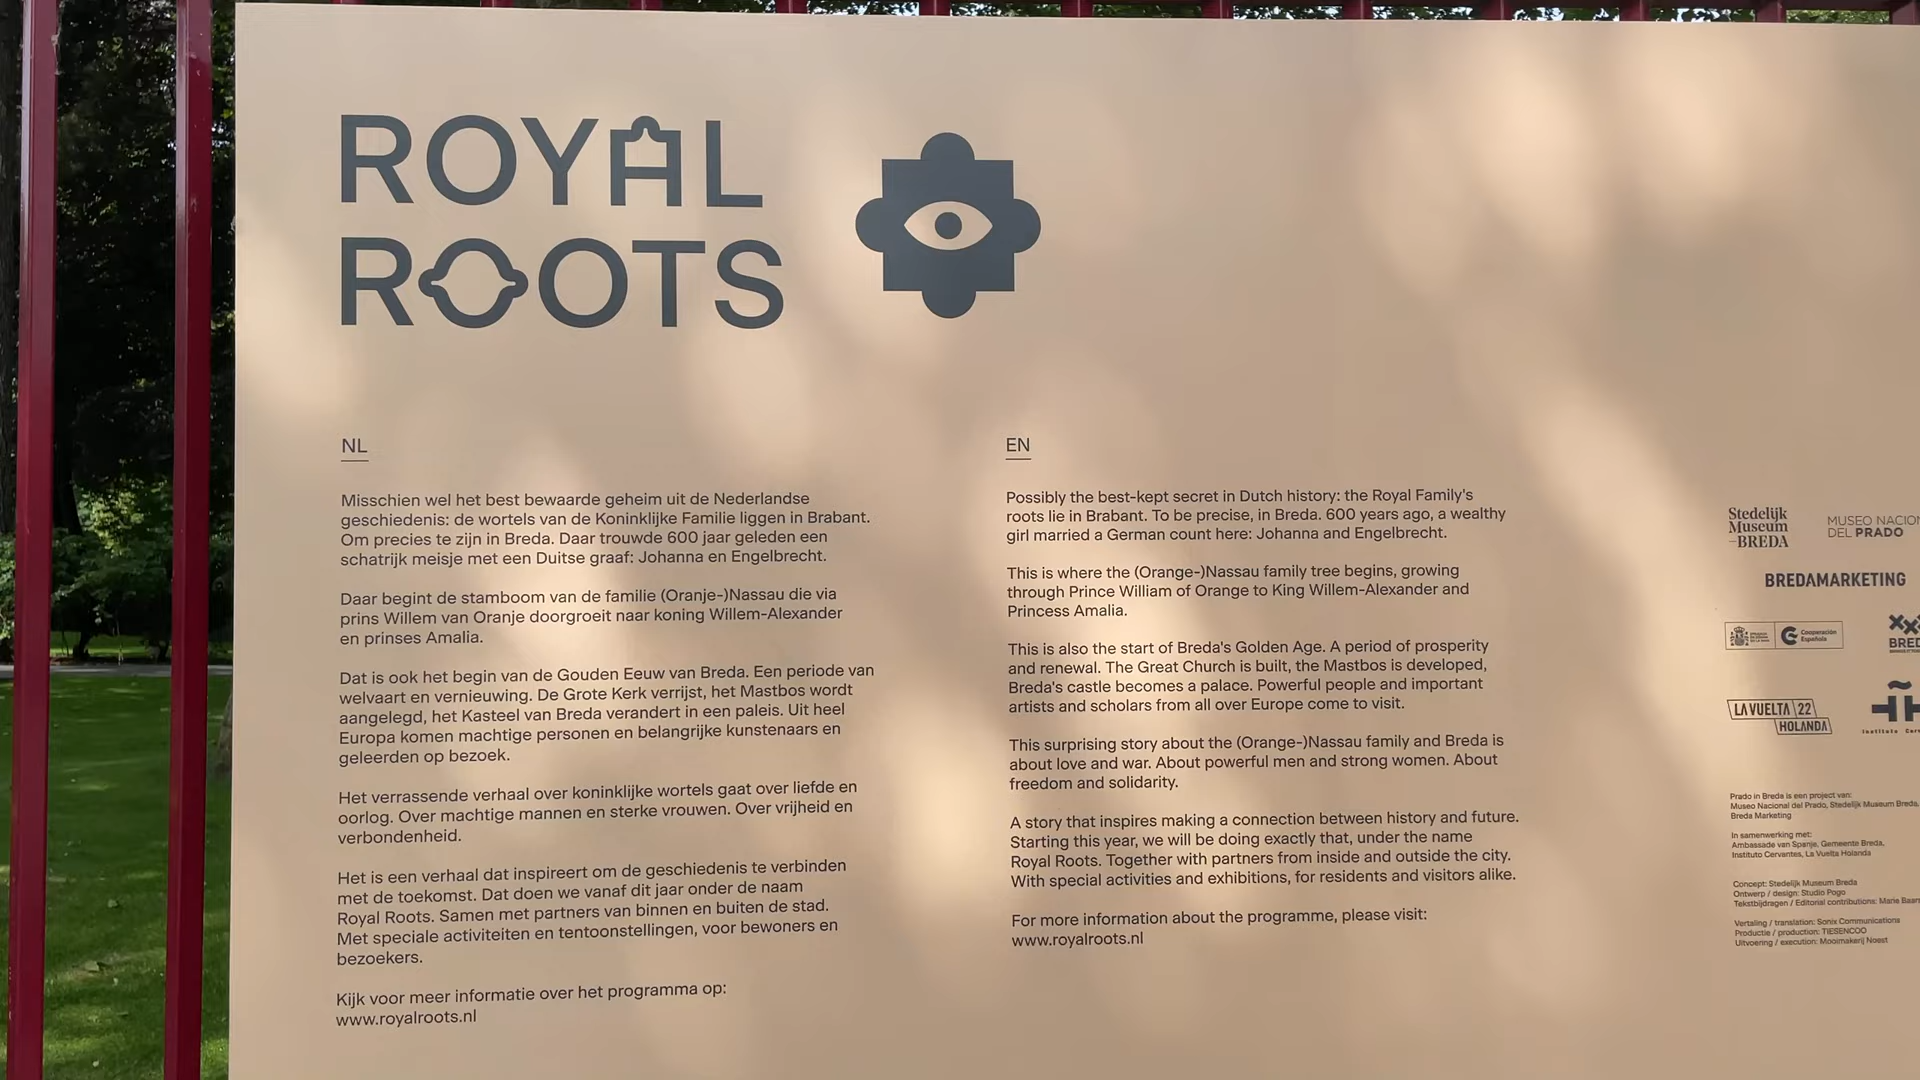 ROYAL
ROOTS
NL
Misschien wel het best bewaarde geheim uit de Nederlandse
geschiedenis: de wortels van de Koninklijke Familie liggen in Brabant.
Om precies te zijn in Breda. Daar trouwde 600 jaar geleden een
schatrijk meisje met een Duitse graaf: Johanna en Engelbrecht.
Daar begint de stamboom van de familie (Oranje-)Nassau die via
prins Willem van Oranje doorgroeit naar koning Willem-Alexander
en prinses Amalia.
Dat is ook het begin van de Gouden Eeuw van Breda. Een periode van
welvaart en vernieuwing. De Grote Kerk verrijst, het Mastbos wordt
aangelegd, het Kasteel van Breda verandert in een paleis. Uit heel
Europa komen machtige personen en belangrijke kunstenaars en
geleerden op bezoek.
Het verrassende verhaal over koninklijke wortels gaat over liefde en
oorlog. Over machtige mannen en sterke vrouwen. Over vrijheid en
verbondenheid.
Het is een verhaal dat inspireert om de geschiedenis te verbinden
met de toekomst. Dat doen we vanaf dit jaar onder de naam
Royal Roots. Samen met partners van binnen en buiten de stad.
Met speciale activiteiten en tentoonstellingen, voor bewoners en
bezoekers.
Kijk voor meer informatie over het programma op:
www.royalroots.nl
EN
Possibly the best-kept secret in Dutch history: the Royal Family's
roots lie in Brabant. To be precise, in Breda. 600 years ago, a wealthy
girl married a German count here: Johanna and Engelbrecht.
This is where the (Orange-)Nassau family tree begins, growing
through Prince William of Orange to King Willem-Alexander and
Princess Amalia.
This is also the start of Breda's Golden Age. A period of prosperity
and renewal. The Great Church is built, the Mastbos is developed,
Breda's castle becomes a palace. Powerful people and important
artists and scholars from all over Europe come to visit.
This surprising story about the (Orange-)Nassau family and Breda is
about love and war. About powerful men and strong women. About
freedom and solidarity.
A story that inspires making a connection between history and future.
Starting this year, we will be doing exactly that, under the name
Royal Roots. Together with partners from inside and outside the city.
With special activities and exhibitions, for residents and visitors alike.
For more information about the programme, please visit:
www.royalroots.nl
Stedelijk
Museum
–BREDA
MUSEO NACION
DEL PRADO
BREDAMARKETING
Cooperación
Española
BRED
LA VUELTA 22
HOLANDA
Instituto Cerv
Prado in Breda is een project van:
Museo Nacional del Prado, Stedelijk Museum Breda,
Breda Marketing
In samenwerking met:
Ambassade van Spanje, Gemeente Breda,
Instituto Cervantes, La Vuelta Holanda
Concept: Stedelijk Museum Breda
Ontwerp / design: Studio Pogo
Tekstbijdragen / Editorial contributions: Marie Baar
Vertaling / translation: Sonix Communications
Productie / production: TIESENCOO
Uitvoering / execution: Mooimakerij Noest